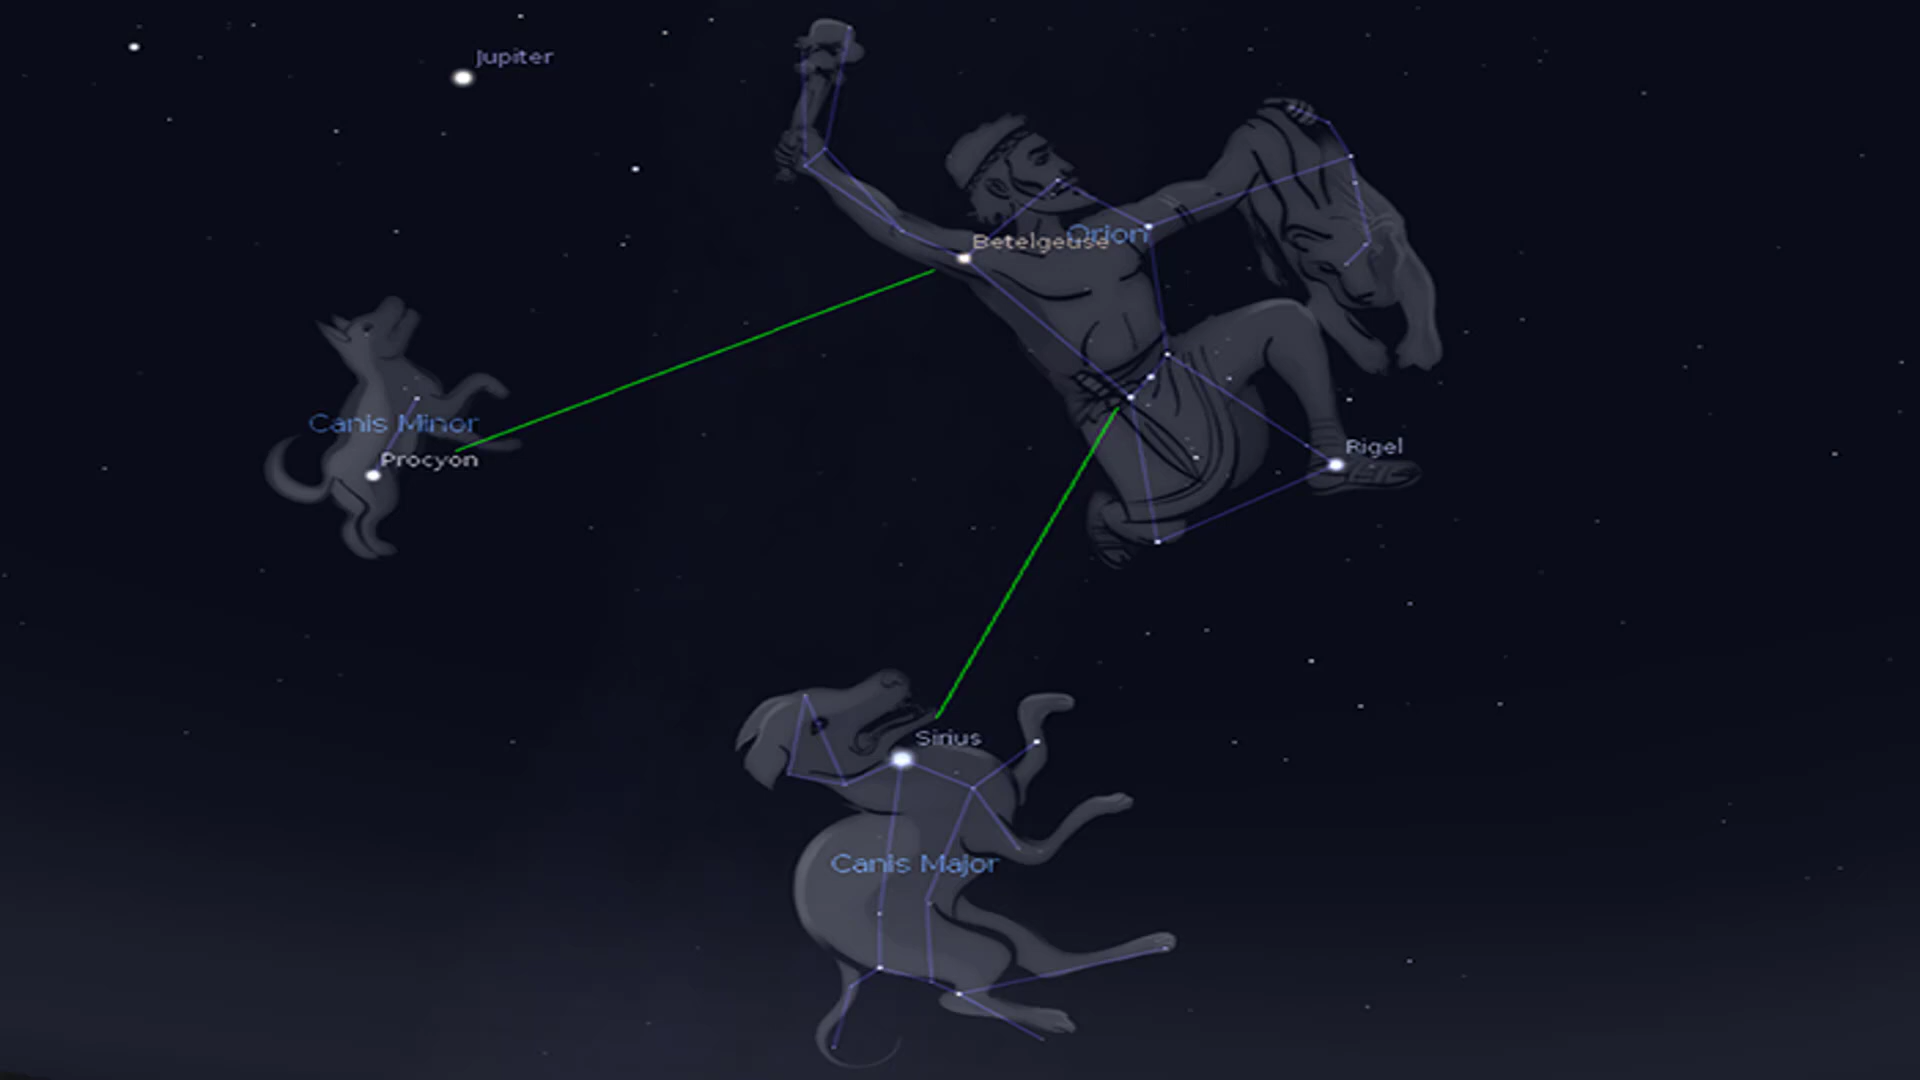 Jupiter
Orion
Betelgeuse
Canis Minor
Procyon
Rigel
Sirius
Canis Major